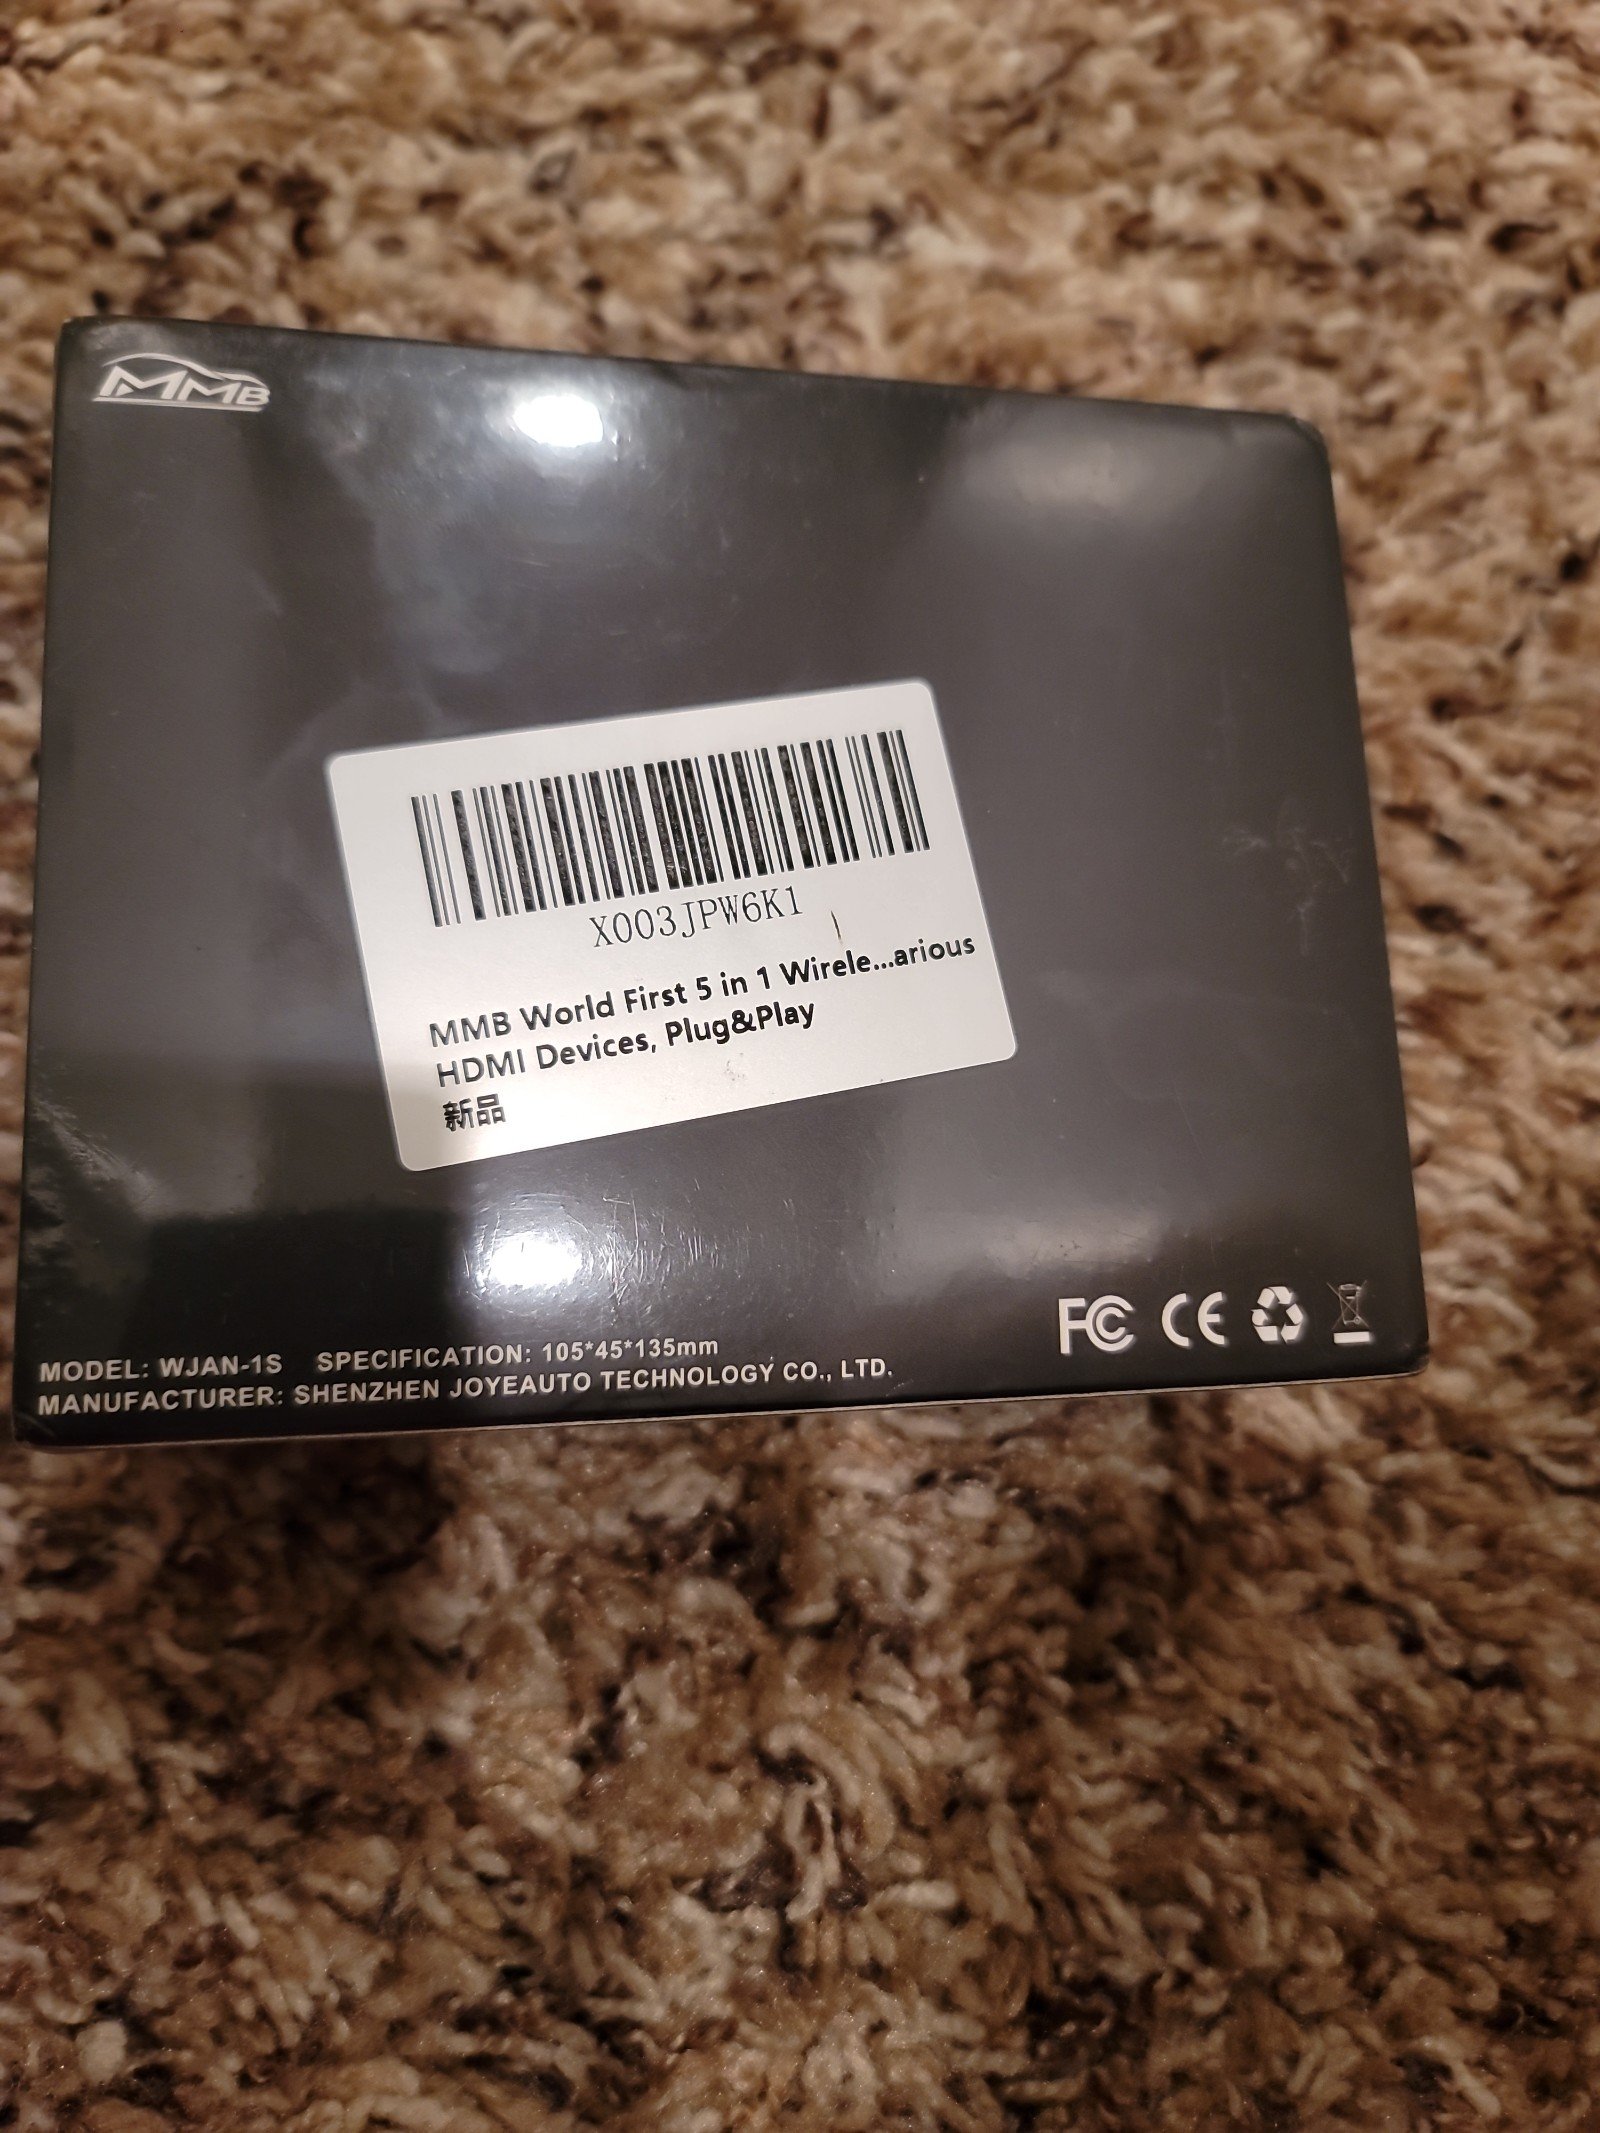 MMB
X003JPW6K1
MMB World First 5 in 1 Wirele...arious
HDMI Devices, Plug&Play
新品
MODEL: WJAN-1S SPECIFICATION: 105*45*135mm
MANUFACTURER: SHENZHEN JOYEAUTO TECHNOLOGY CO., LTD.
FC CE